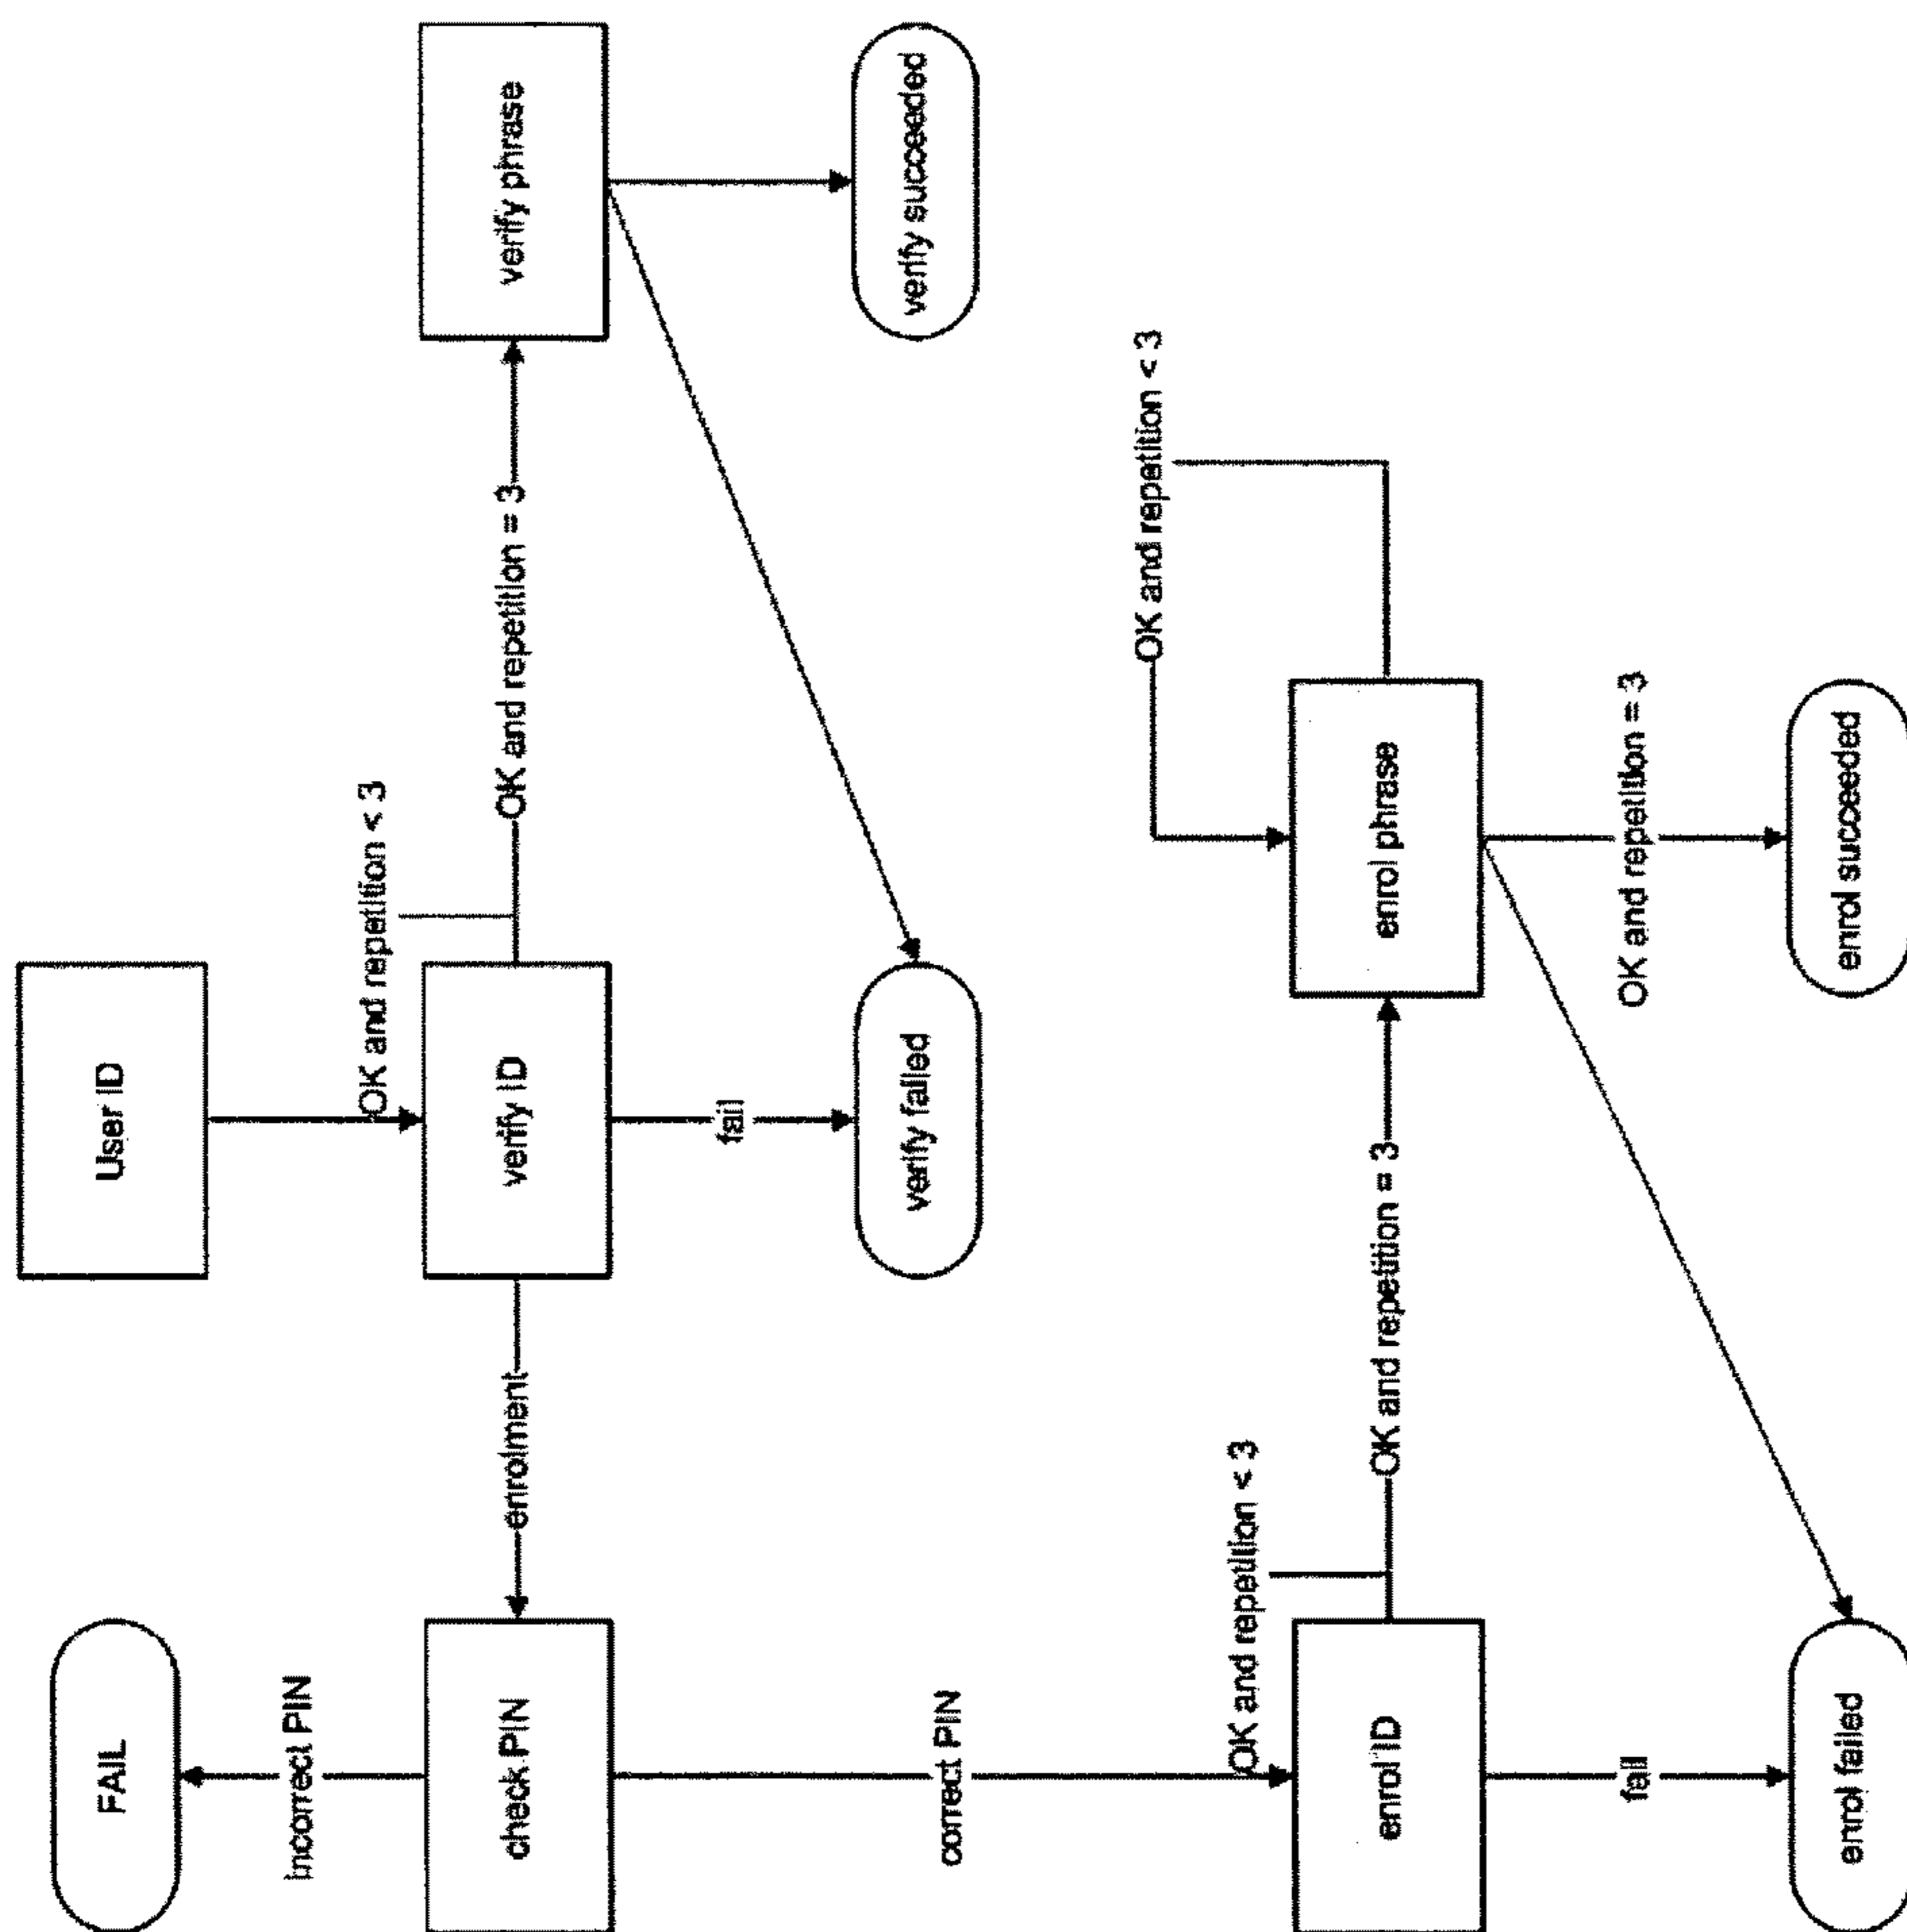 User ID
FAIL
OK and repetition < 3
Incorrect PIN
verify phrase
OK and repetition = 3
verify ID
enrolment
check PIN
fail
verify succeeded
verify failed
correct PIN
OK and repetition < 3
OK and repetition < 3
enrol phrase
OK and repetition = 3
enrol ID
OK and repetition = 3
fail
enrol succeeded
enrol failed